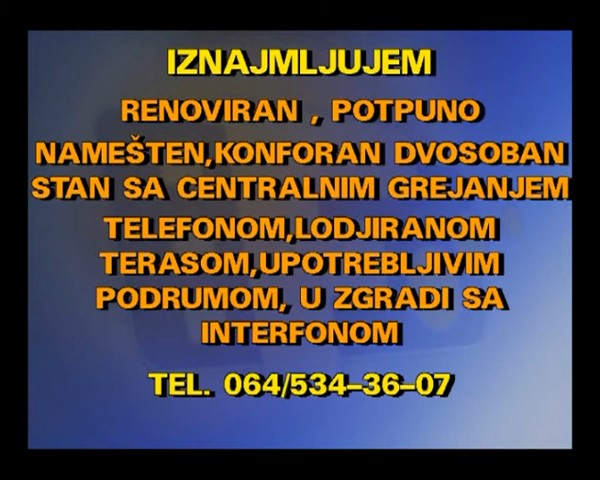 IZNAJMLJUJEM
RENOVIRAN , POTPUNO
NAMEŠTEN,KONFORAN DVOSOBAN
STAN SA CENTRALNIM GREJANJEM
TELEFONOM,LODJIRANOM
TERASOM,UPOTREBLJIVIM
PODRUMOM, U ZGRADI SA
INTERFONOM
TEL. 064/534-36-07